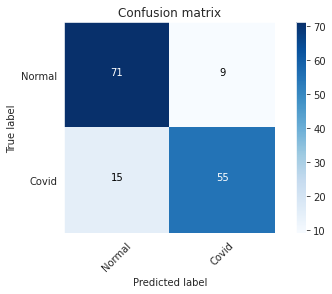 Confusion matrix
Normal
71
9
Covid
15
55
True label
Normal
Covid
Predicted label
70
60
50
40
30
20
10